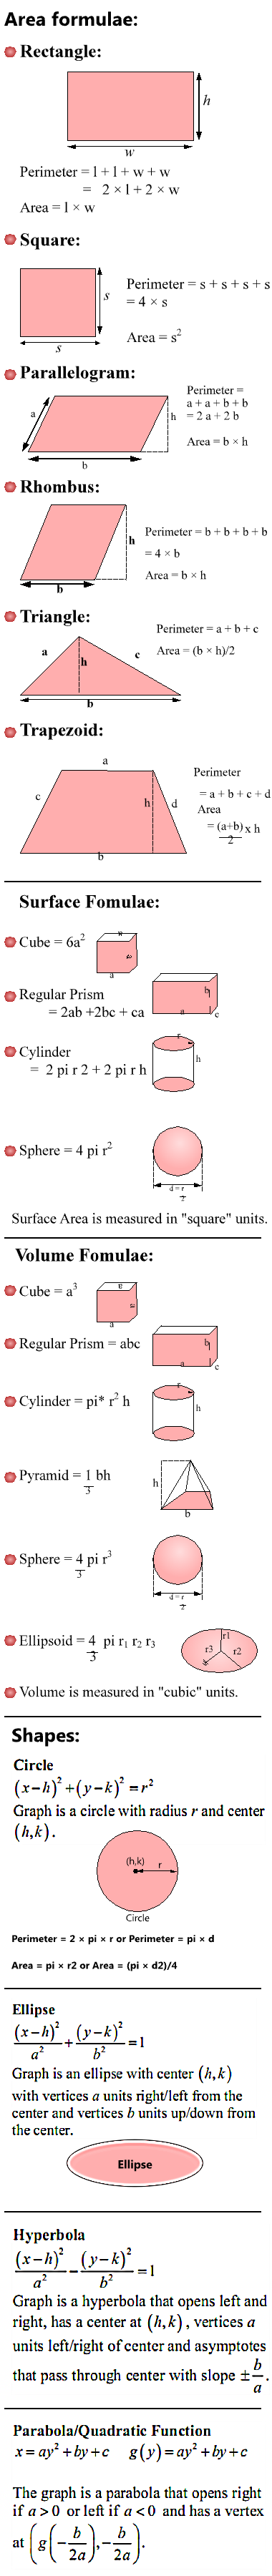 Area formulae:
Rectangle:
h
w
Perimeter = l + l + w + w
= 2 × l + 2 × w
Area = l × w
Square:
s
s
Perimeter = s + s + s + s
= 4 × s
Area = s²
Parallelogram:
a
h
b
Perimeter =
a + a + b + b
= 2 a + 2 b
Area = b × h
Rhombus:
h
b
Perimeter = b + b + b + b
= 4 × b
Area = b × h
Triangle:
a
h
c
b
Perimeter = a + b + c
Area = (b × h)/2
Trapezoid:
a
c
h
d
b
Perimeter
= a + b + c + d
Area
= (a+b) x h
2
Surface Fomulae:
Cube = 6a²
a
Regular Prism
= 2ab +2bc + ca
b
a
c
Cylinder
= 2 pi r 2 + 2 pi r h
r
h
Sphere = 4 pi r²
d = r
2
Surface Area is measured in "square" units.
Volume Fomulae:
Cube = a³
a
Regular Prism = abc
b
a
c
Cylinder = pi* r² h
r
h
Pyramid = 1 bh
3
h
b
Sphere = 4 pi r³
3
d = r
2
Ellipsoid = 4 pi r₁ r₂ r₃
3
r1
r3
r2
Volume is measured in "cubic" units.
Shapes:
Circle
(x−h)²+(y−k)²=r²
Graph is a circle with radius r and center
(h,k).
(h,k)
r
Circle
Perimeter = 2 × pi × r or Perimeter = pi × d
Area = pi × r2 or Area = (pi × d2)/4
Ellipse
(x−h)²/a² + (y−k)²/b² = 1
Graph is an ellipse with center (h,k)
with vertices a units right/left from the
center and vertices b units up/down from
the center.
Ellipse
Hyperbola
(x−h)²/a² − (y−k)²/b² = 1
Graph is a hyperbola that opens left and
right, has a center at (h,k), vertices a
units left/right of center and asymptotes
that pass through center with slope ± b/a.
Parabola/Quadratic Function
x=ay²+by+c g(y)=ay²+by+c
The graph is a parabola that opens right
if a>0 or left if a<0 and has a vertex
at (g(−b/2a),−b/2a).